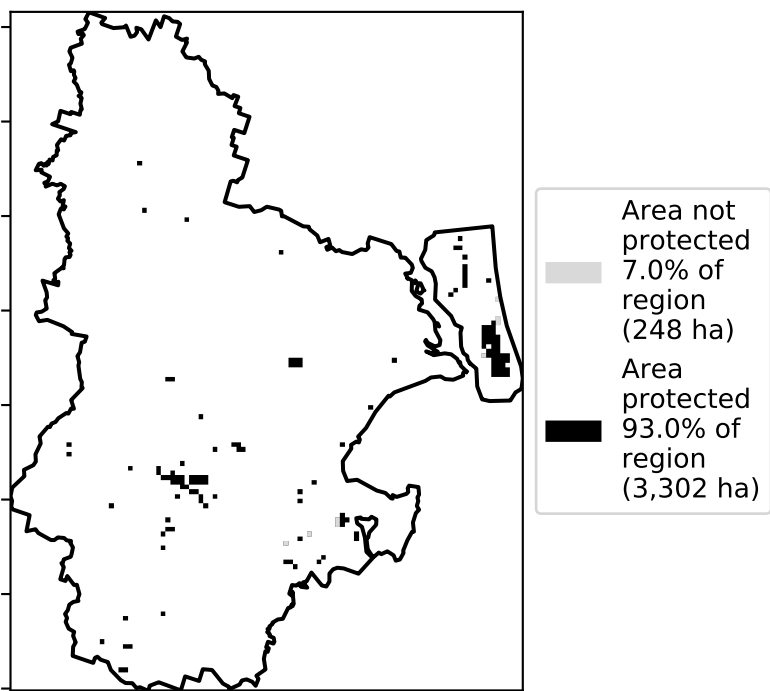 Area not
protected
7.0% of
region
(248 ha)
Area
protected
93.0% of
region
(3,302 ha)